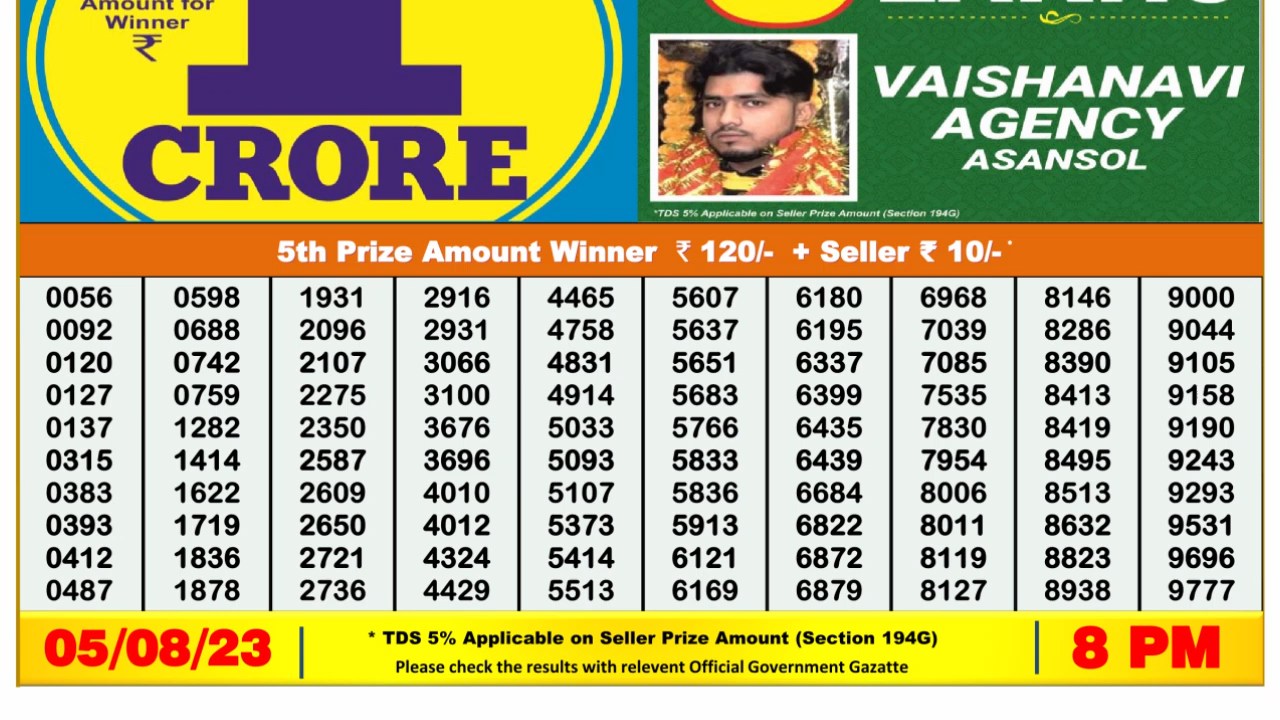 Amount for
Winner
₹
1
CRORE
VAISHANAVI
AGENCY
ASANSOL
*TDS 5% Applicable on Seller Prize Amount (Section 194G)
5th Prize Amount Winner ₹ 120/- + Seller ₹ 10/-*
0056 0598 1931 2916 4465 5607 6180 6968 8146 9000
0092 0688 2096 2931 4758 5637 6195 7039 8286 9044
0120 0742 2107 3066 4831 5651 6337 7085 8390 9105
0127 0759 2275 3100 4914 5683 6399 7535 8413 9158
0137 1282 2350 3676 5033 5766 6435 7830 8419 9190
0315 1414 2587 3696 5093 5833 6439 7954 8495 9243
0383 1622 2609 4010 5107 5836 6684 8006 8513 9293
0393 1719 2650 4012 5373 5913 6822 8011 8632 9531
0412 1836 2721 4324 5414 6121 6872 8119 8823 9696
0487 1878 2736 4429 5513 6169 6879 8127 8938 9777
05/08/23
* TDS 5% Applicable on Seller Prize Amount (Section 194G)
Please check the results with relevent Official Government Gazatte
8 PM